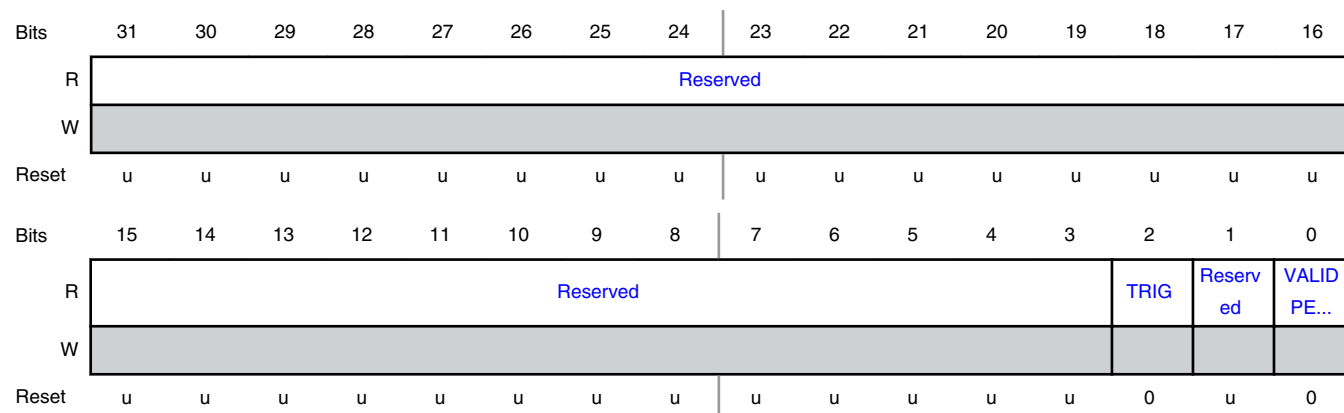 Bits 31 30 29 28 27 26 25 24 23 22 21 20 19 18 17 16
R Reserved
W
Reset u u u u u u u u u u u u u u u u
Bits 15 14 13 12 11 10 9 8 7 6 5 4 3 2 1 0
R Reserved TRIG Reserv ed VALID PE...
W
Reset u u u u u u u u u u u u u 0 u 0